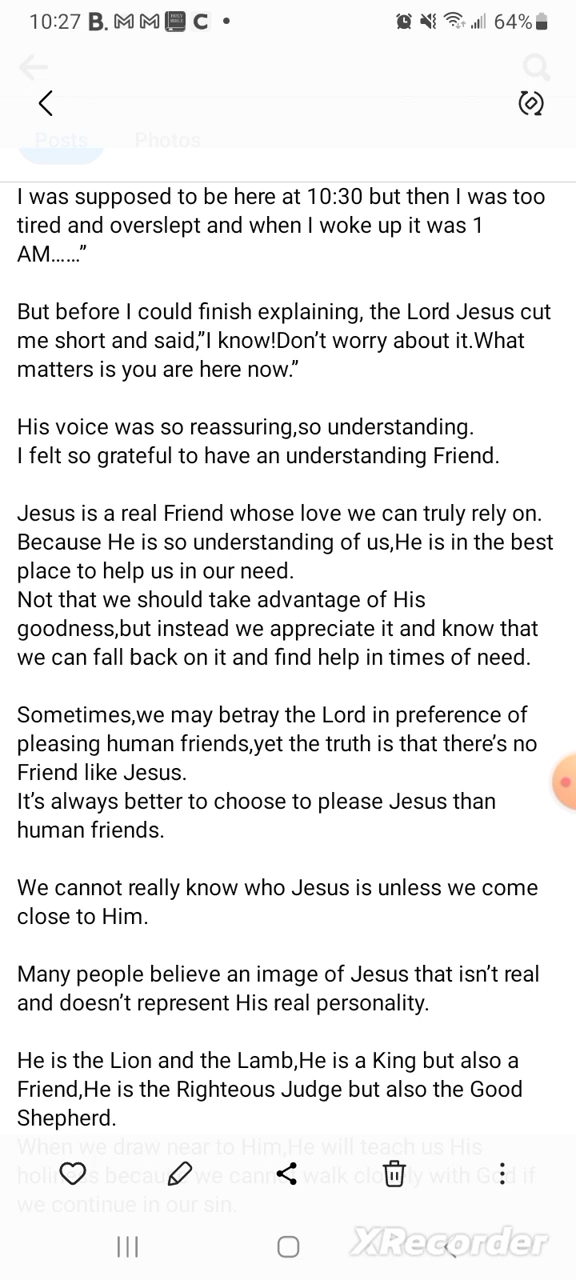 10:27 B. M M HOLY BIBLE C • 64%
Posts Photos
I was supposed to be here at 10:30 but then I was too
tired and overslept and when I woke up it was 1
AM......”
But before I could finish explaining, the Lord Jesus cut
me short and said,”I know!Don’t worry about it.What
matters is you are here now.”
His voice was so reassuring,so understanding.
I felt so grateful to have an understanding Friend.
Jesus is a real Friend whose love we can truly rely on.
Because He is so understanding of us,He is in the best
place to help us in our need.
Not that we should take advantage of His
goodness,but instead we appreciate it and know that
we can fall back on it and find help in times of need.
Sometimes,we may betray the Lord in preference of
pleasing human friends,yet the truth is that there’s no
Friend like Jesus.
It’s always better to choose to please Jesus than
human friends.
We cannot really know who Jesus is unless we come
close to Him.
Many people believe an image of Jesus that isn’t real
and doesn’t represent His real personality.
He is the Lion and the Lamb,He is a King but also a
Friend,He is the Righteous Judge but also the Good
Shepherd.
When we draw near to Him,He will teach us His
holiness because we cannot walk closely with God if
we continue in our sin.
XRecorder